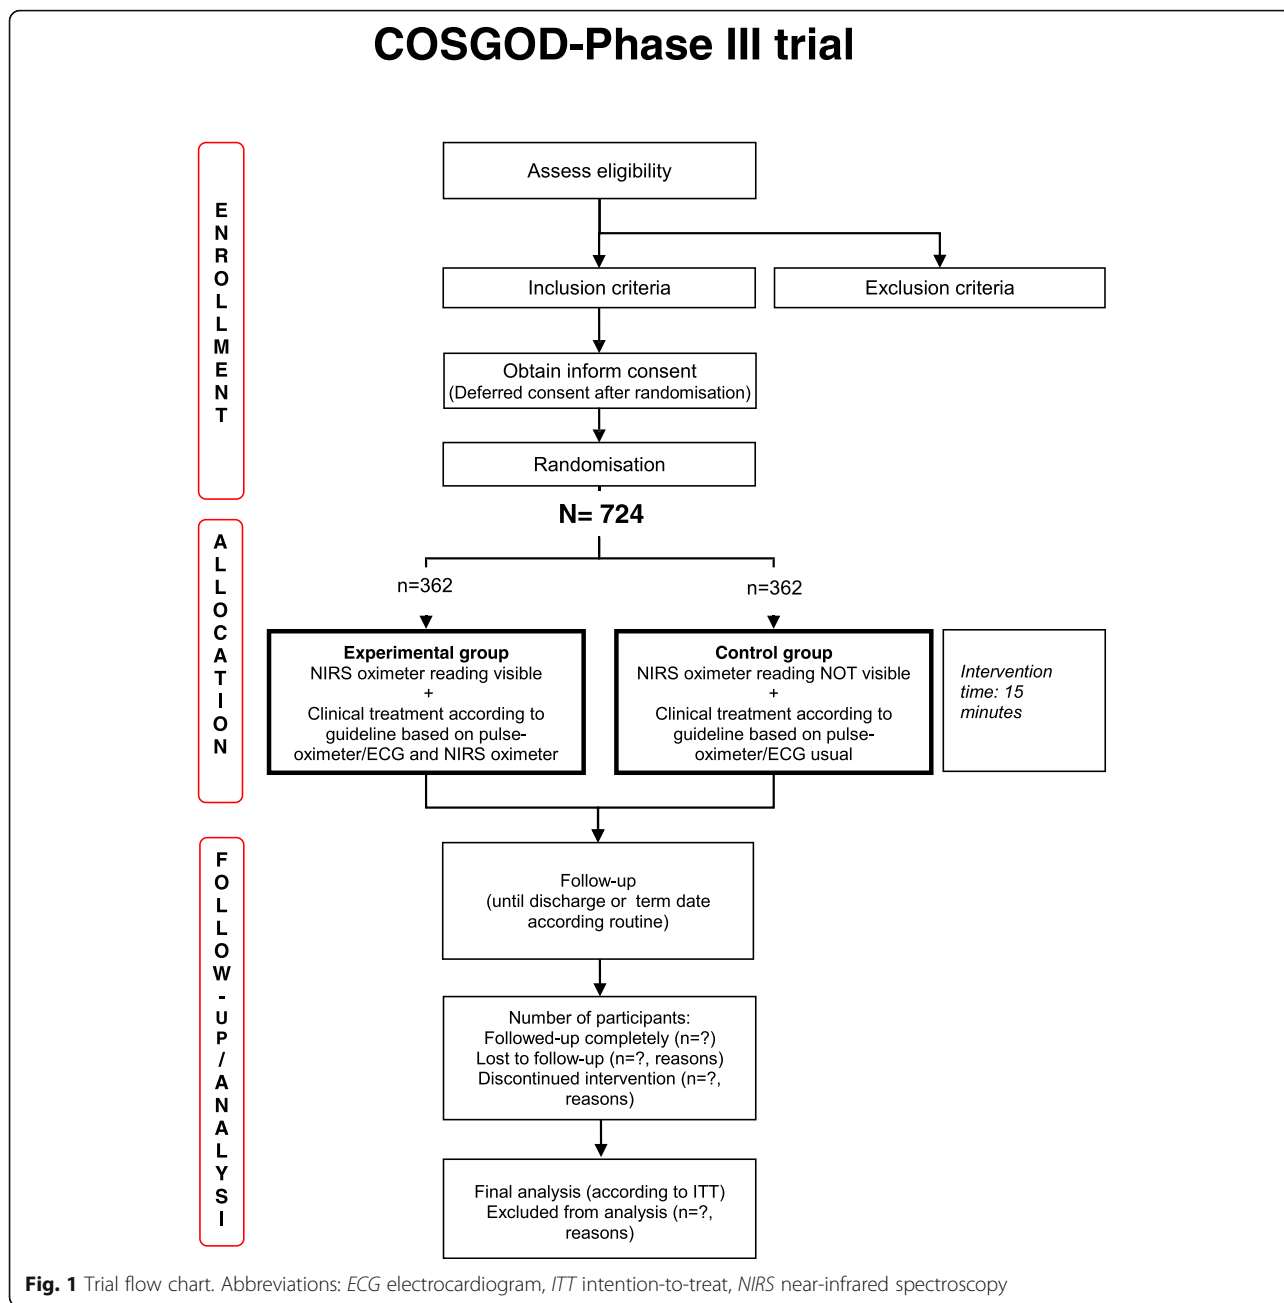 COSGOD-Phase III trial
ENROLLMENT
Assess eligibility
Inclusion criteria
Exclusion criteria
Obtain inform consent
(Deferred consent after randomisation)
Randomisation
N= 724
ALLOCATION
n=362
n=362
Experimental group
NIRS oximeter reading visible
+
Clinical treatment according to
guideline based on pulse-
oximeter/ECG and NIRS oximeter
Control group
NIRS oximeter reading NOT visible
+
Clinical treatment according to
guideline based on pulse-
oximeter/ECG usual
Intervention
time: 15
minutes
FOLLOW-UP/ANALYSI
Follow-up
(until discharge or term date
according routine)
Number of participants:
Followed-up completely (n=?)
Lost to follow-up (n=?, reasons)
Discontinued intervention (n=?,
reasons)
Final analysis (according to ITT)
Excluded from analysis (n=?,
reasons)
Fig. 1 Trial flow chart. Abbreviations: ECG electrocardiogram, ITT intention-to-treat, NIRS near-infrared spectroscopy